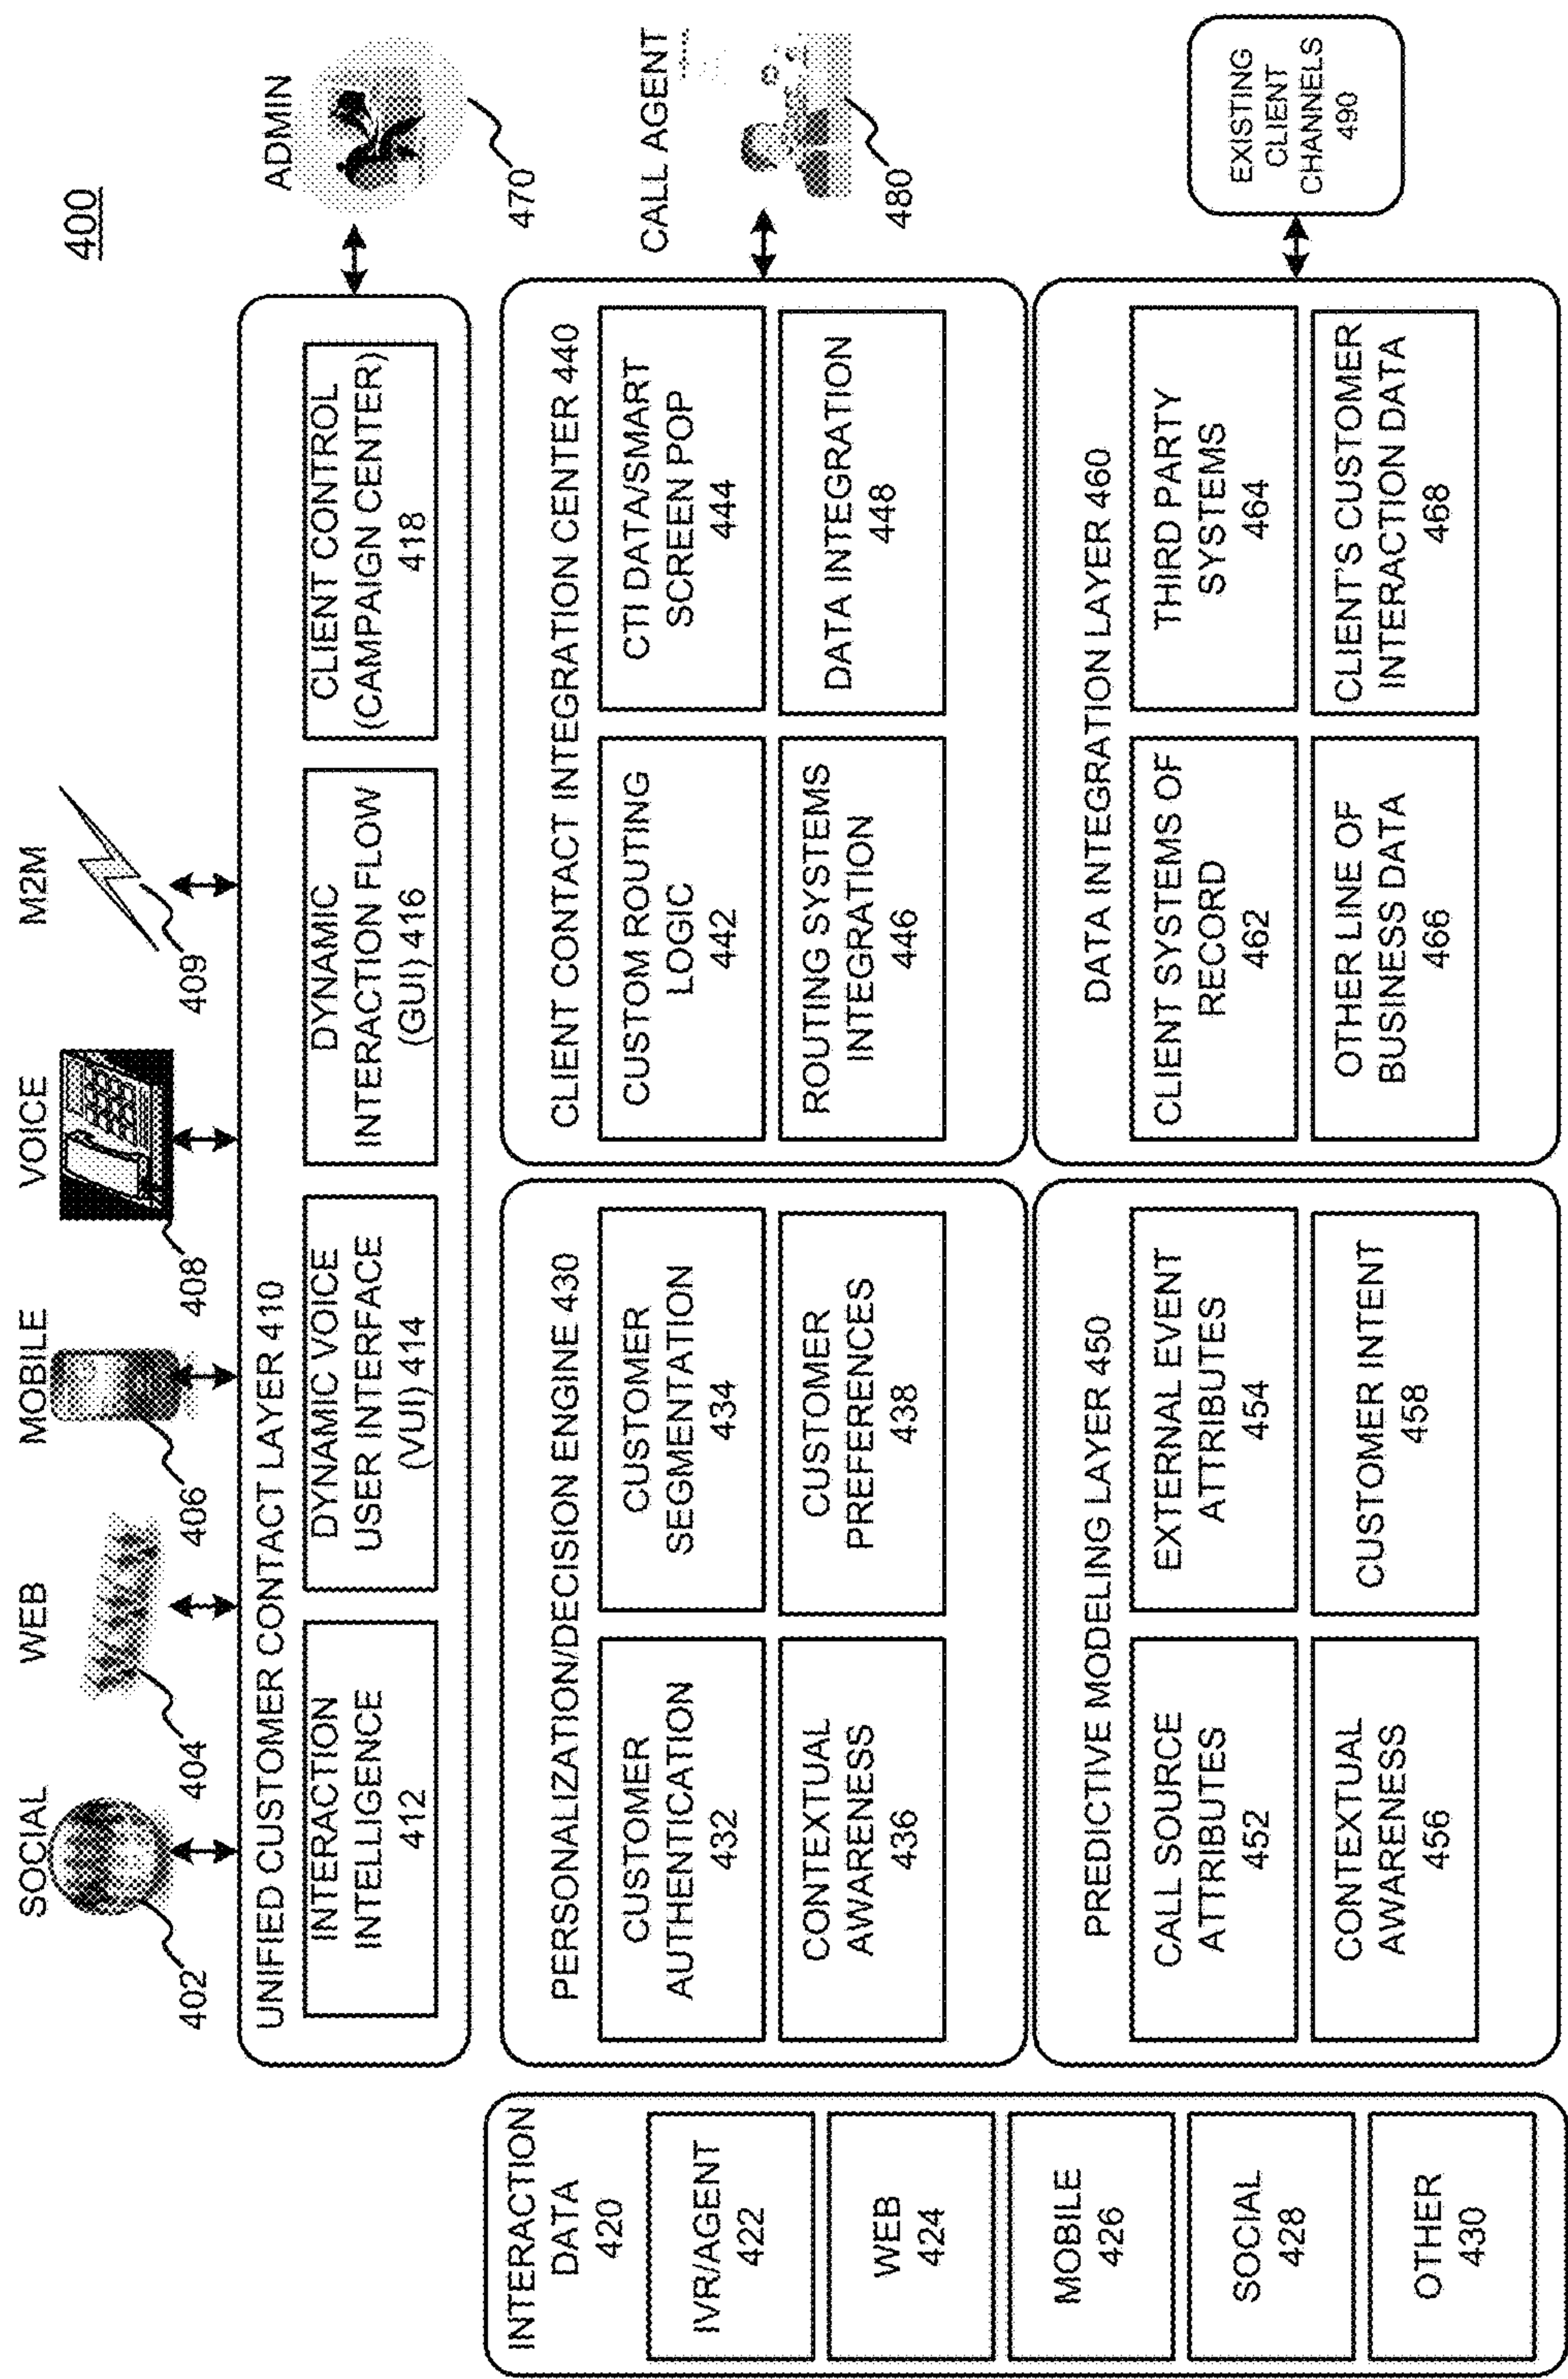 400
SOCIAL
402
WEB
404
MOBILE
406
VOICE
408
M2M
409
UNIFIED CUSTOMER CONTACT LAYER 410
INTERACTION
INTELLIGENCE
412
DYNAMIC VOICE
USER INTERFACE
(VUI) 414
DYNAMIC
INTERACTION FLOW
(GUI) 416
CLIENT CONTROL
(CAMPAIGN CENTER)
418
ADMIN
470
INTERACTION
DATA
420
IVR/AGENT
422
WEB
424
MOBILE
426
SOCIAL
428
OTHER
430
PERSONALIZATION/DECISION ENGINE 430
CUSTOMER
AUTHENTICATION
432
CUSTOMER
SEGMENTATION
434
CONTEXTUAL
AWARENESS
436
CUSTOMER
PREFERENCES
438
CLIENT CONTACT INTEGRATION CENTER 440
CUSTOM ROUTING
LOGIC
442
CTI DATA/SMART
SCREEN POP
444
ROUTING SYSTEMS
INTEGRATION
446
DATA INTEGRATION
448
CALL AGENT
480
PREDICTIVE MODELING LAYER 450
CALL SOURCE
ATTRIBUTES
452
EXTERNAL EVENT
ATTRIBUTES
454
CONTEXTUAL
AWARENESS
456
CUSTOMER INTENT
458
DATA INTEGRATION LAYER 460
CLIENT SYSTEMS OF
RECORD
462
THIRD PARTY
SYSTEMS
464
OTHER LINE OF
BUSINESS DATA
466
CLIENT'S CUSTOMER
INTERACTION DATA
468
EXISTING
CLIENT
CHANNELS
490